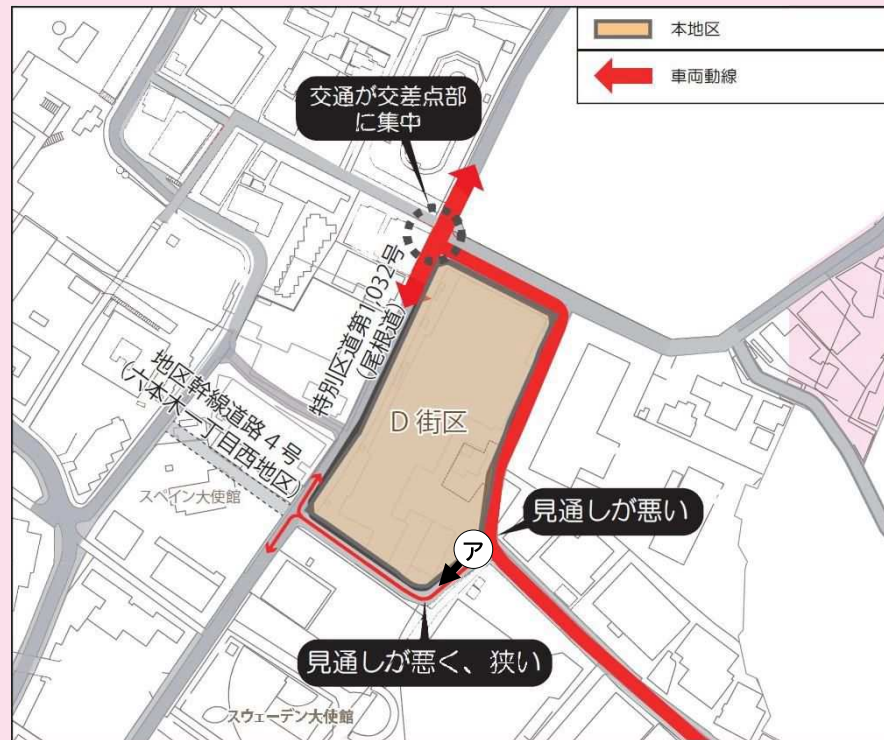 本地区
車両動線
交通が交差点部
に集中
特別区道第1,032号
(尾根道)
地区幹線道路4号
(六本木一丁目西地区)
D街区
スペイン大使館
見通しが悪い
ア
見通しが悪く、狭い
スウェーデン大使館